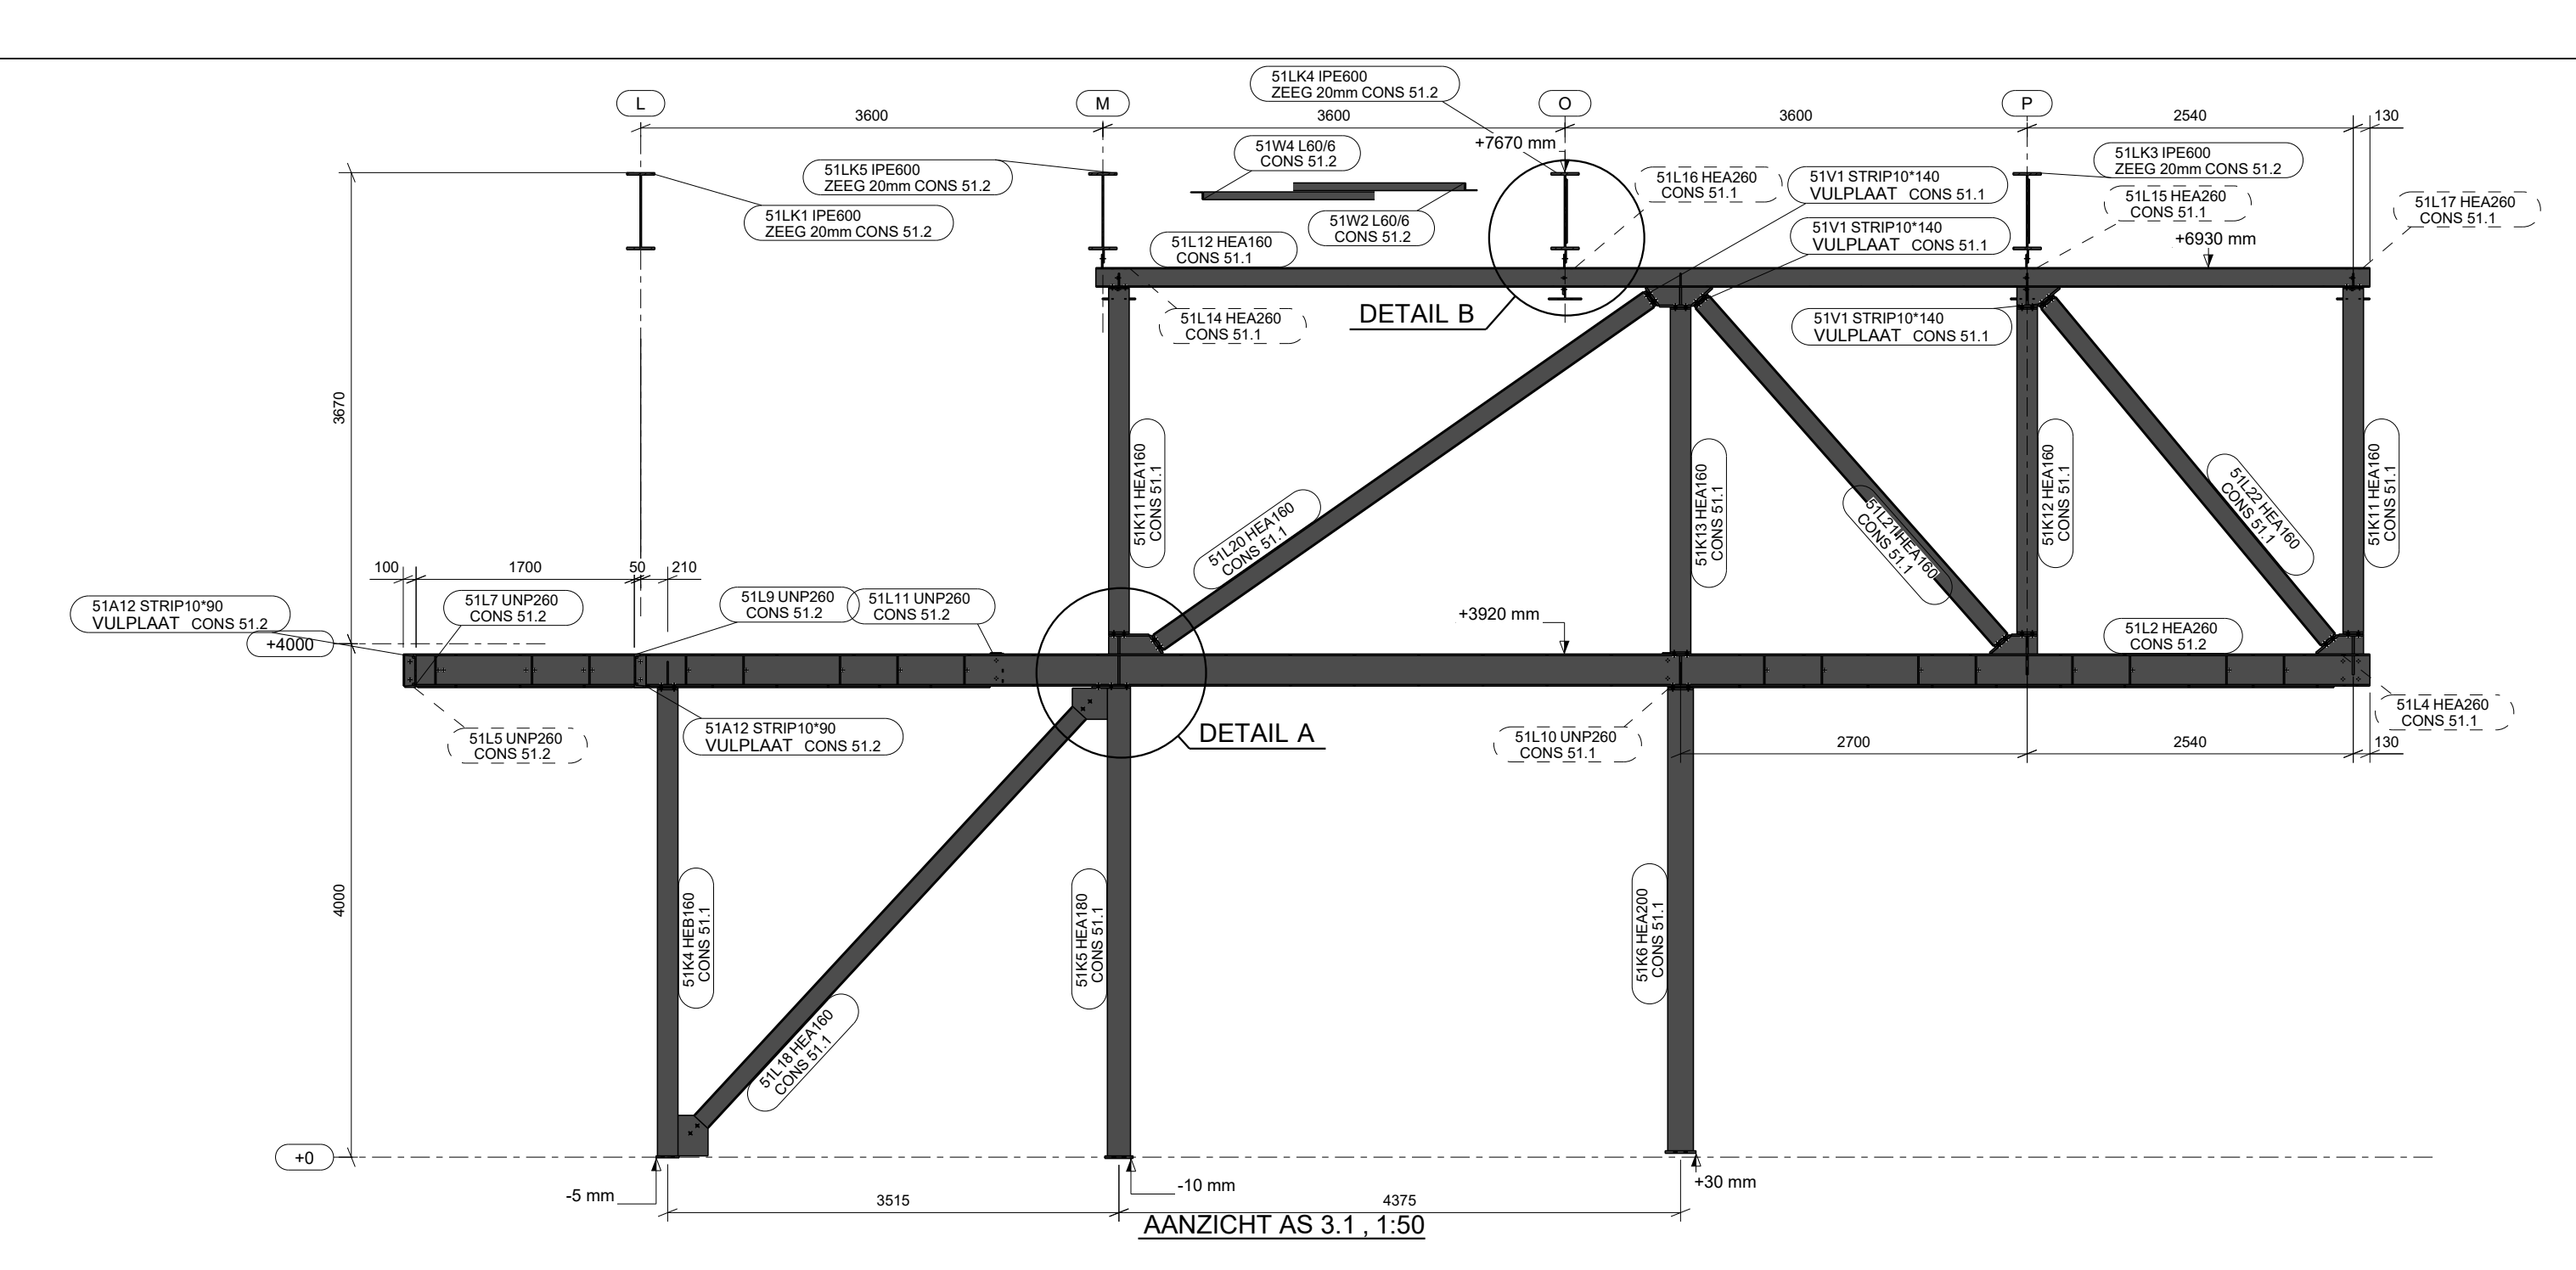 51LK4 IPE600
ZEEG 20mm CONS 51.2
L
M
O
P
3600
3600
3600
2540
130
+7670 mm
51W4 L60/6
CONS 51.2
51LK5 IPE600
ZEEG 20mm CONS 51.2
51LK1 IPE600
ZEEG 20mm CONS 51.2
51W2 L60/6
CONS 51.2
51L16 HEA260
CONS 51.1
51V1 STRIP10*140
VULPLAAT CONS 51.1
51V1 STRIP10*140
VULPLAAT CONS 51.1
51LK3 IPE600
ZEEG 20mm CONS 51.2
51L15 HEA260
CONS 51.1
51L17 HEA260
CONS 51.1
+6930 mm
51L12 HEA160
CONS 51.1
51L14 HEA260
CONS 51.1
DETAIL B
51V1 STRIP10*140
VULPLAAT CONS 51.1
3670
51K11 HEA160
CONS 51.1
51L20 HEA160
CONS 51.1
51K13 HEA160
CONS 51.1
51L21 HEA160
CONS 51.1
51K12 HEA160
CONS 51.1
51L22 HEA160
CONS 51.1
51K11 HEA160
CONS 51.1
100
1700
50
210
51A12 STRIP10*90
VULPLAAT CONS 51.2
+4000
51L7 UNP260
CONS 51.2
51L9 UNP260
CONS 51.2
51L11 UNP260
CONS 51.2
+3920 mm
51L2 HEA260
CONS 51.2
51L5 UNP260
CONS 51.2
51A12 STRIP10*90
VULPLAAT CONS 51.2
DETAIL A
51L10 UNP260
CONS 51.1
2700
2540
130
51L4 HEA260
CONS 51.1
4000
51K4 HEB160
CONS 51.1
51L18 HEA160
CONS 51.1
51K5 HEA180
CONS 51.1
51K6 HEA200
CONS 51.1
+0
-5 mm
-10 mm
+30 mm
3515
4375
AANZICHT AS 3.1 , 1:50